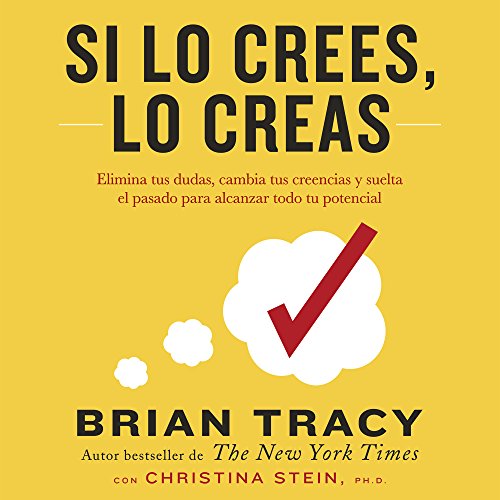 SI LO CREES,
LO CREAS
Elimina tus dudas, cambia tus creencias y suelta
el pasado para alcanzar todo tu potencial
BRIAN TRACY
Autor bestseller de The New York Times
CON CHRISTINA STEIN, PH.D.